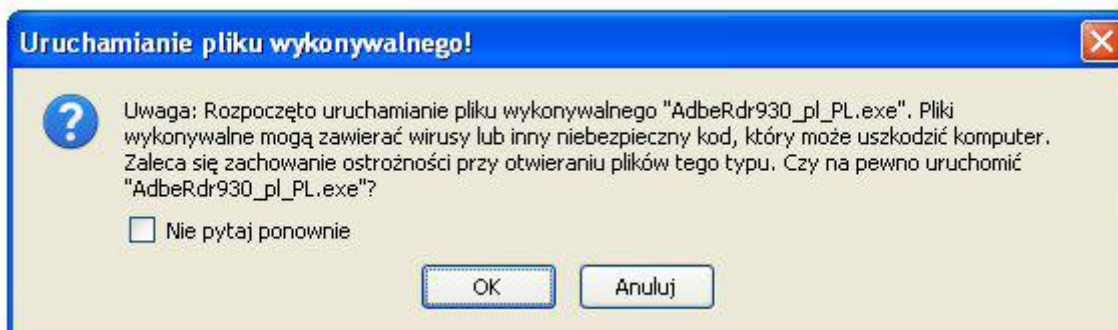 Uruchamianie pliku wykonywalnego!
Uwaga: Rozpoczęto uruchamianie pliku wykonywalnego "AdbeRdr930_pl_PL.exe". Pliki
wykonywalne mogą zawierać wirusy lub inny niebezpieczny kod, który może uszkodzić komputer.
Zaleca się zachowanie ostrożności przy otwieraniu plików tego typu. Czy na pewno uruchomić
"AdbeRdr930_pl_PL.exe"?
Nie pytaj ponownie
OK Anuluj